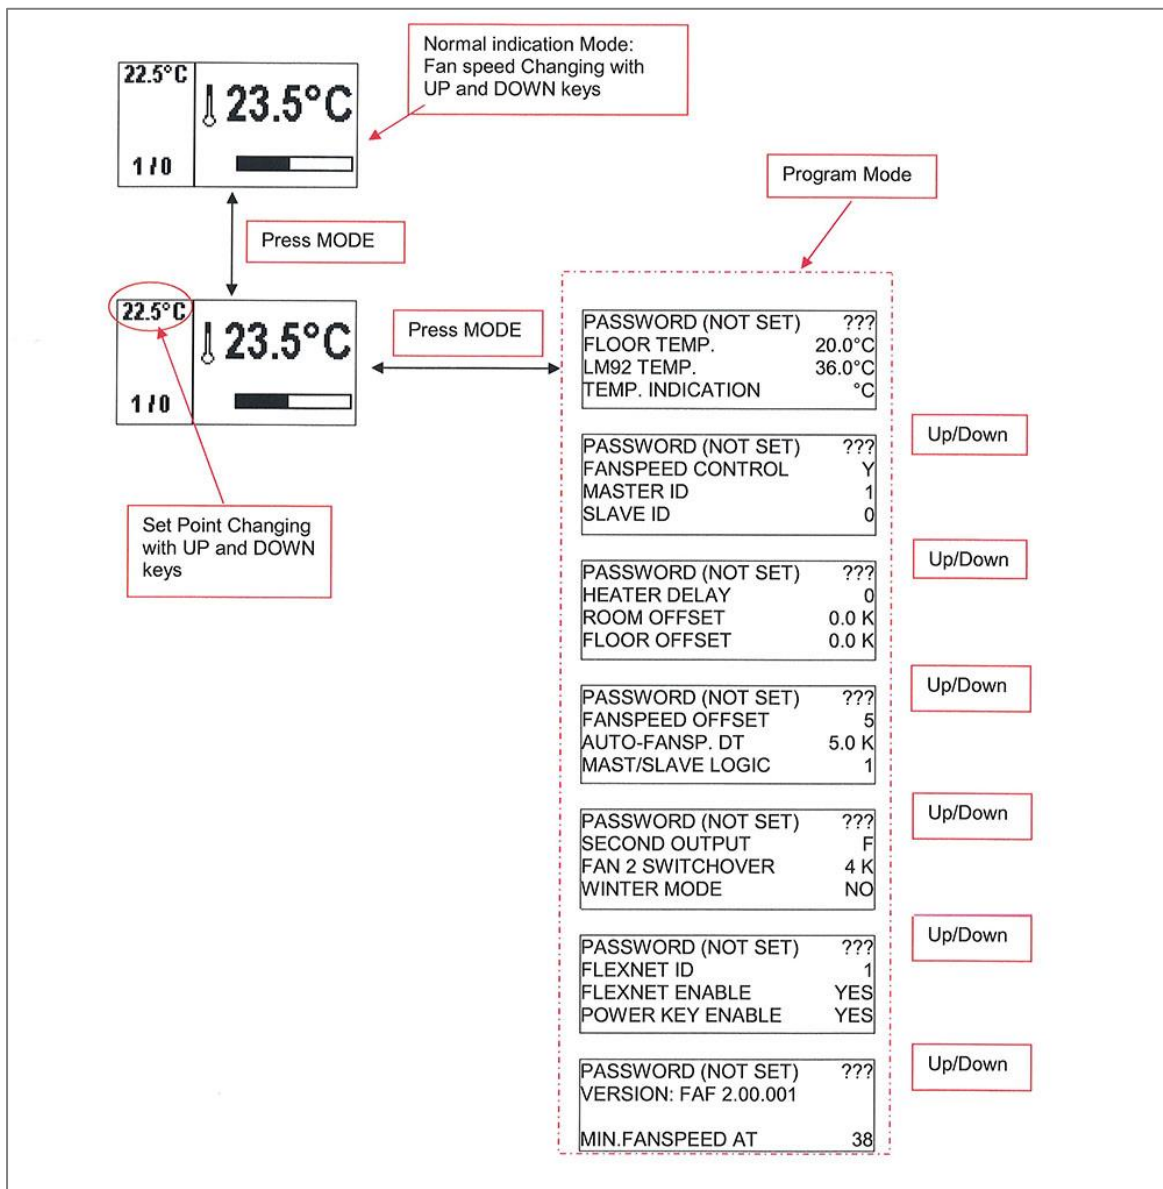 Normal indication Mode:
Fan speed Changing with
UP and DOWN keys
22.5°C
23.5°C
1/0
Program Mode
Press MODE
22.5°C
23.5°C
1/0
Press MODE
Set Point Changing
with UP and DOWN
keys
PASSWORD (NOT SET) ???
FLOOR TEMP. 20.0°C
LM92 TEMP. 36.0°C
TEMP. INDICATION °C
Up/Down
PASSWORD (NOT SET) ???
FANSPEED CONTROL Y
MASTER ID 1
SLAVE ID 0
Up/Down
PASSWORD (NOT SET) ???
HEATER DELAY 0
ROOM OFFSET 0.0 K
FLOOR OFFSET 0.0 K
Up/Down
PASSWORD (NOT SET) ???
FANSPEED OFFSET 5
AUTO-FANSP. DT 5.0 K
MAST/SLAVE LOGIC 1
Up/Down
PASSWORD (NOT SET) ???
SECOND OUTPUT F
FAN 2 SWITCHOVER 4 K
WINTER MODE NO
Up/Down
PASSWORD (NOT SET) ???
FLEXNET ID 1
FLEXNET ENABLE YES
POWER KEY ENABLE YES
Up/Down
PASSWORD (NOT SET) ???
VERSION: FAF 2.00.001
MIN.FANSPEED AT 38